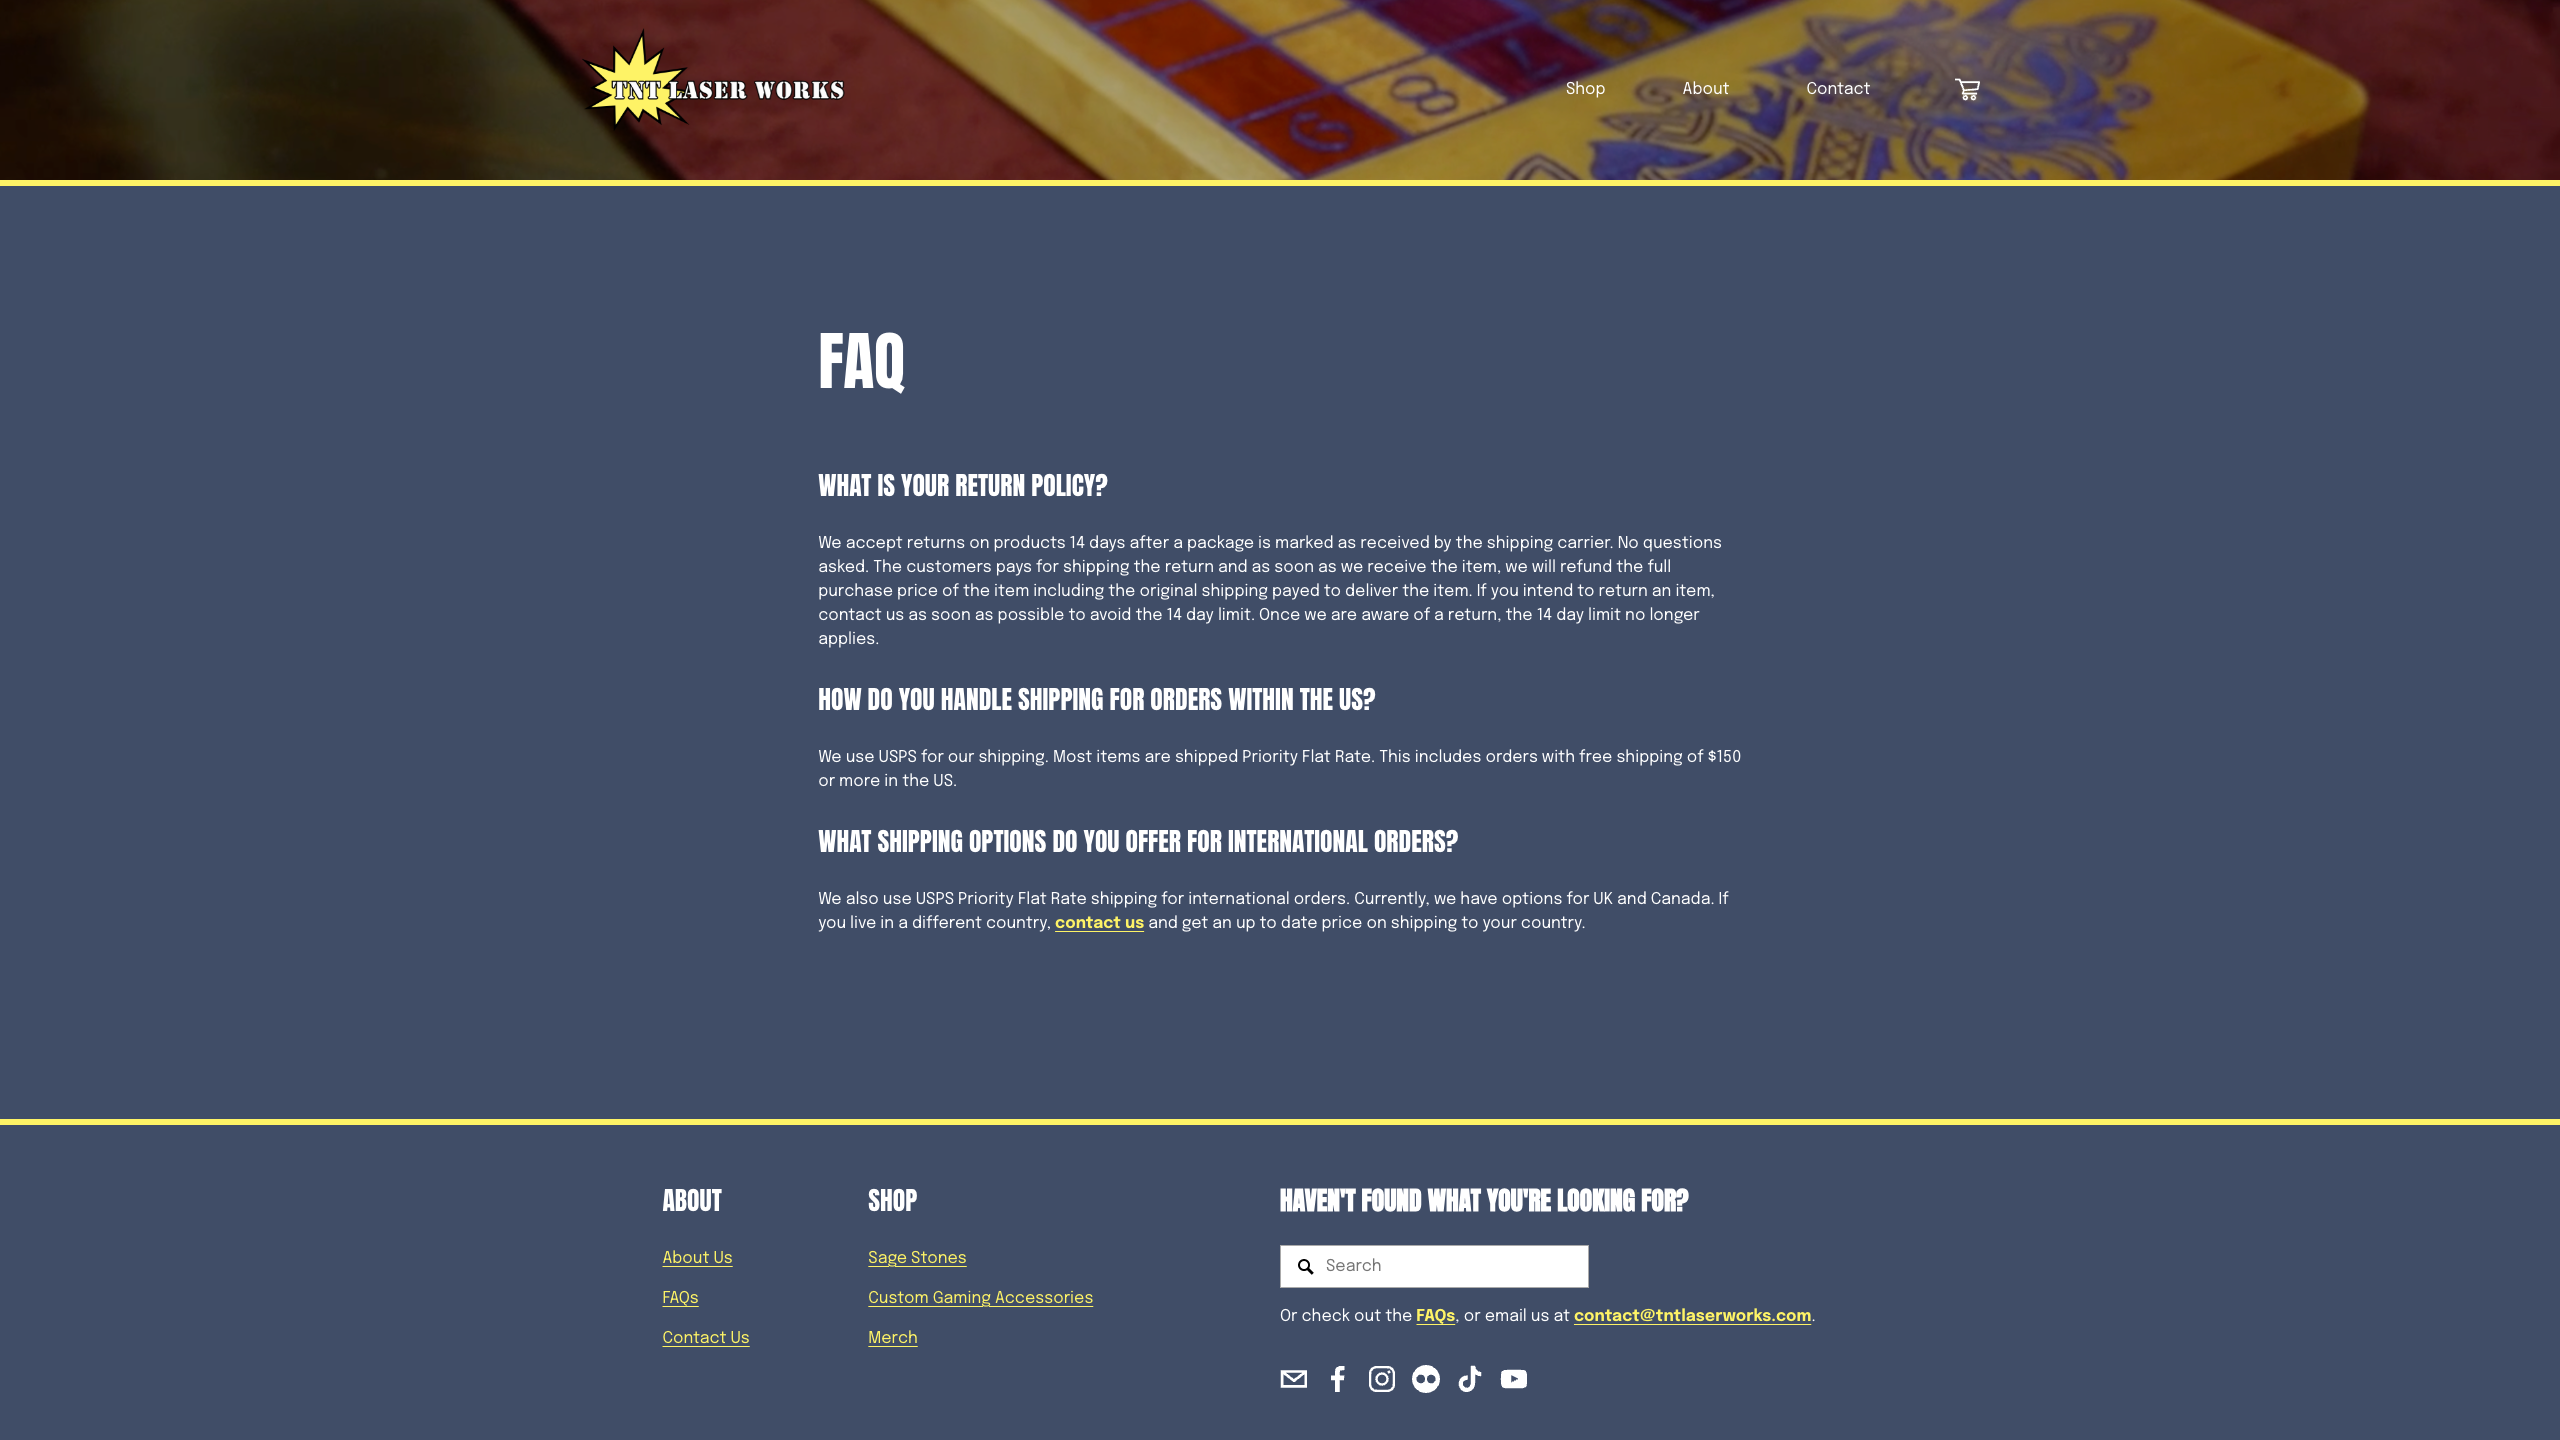 TNT LASER WORKS
Shop
About
Contact
FAQ
WHAT IS YOUR RETURN POLICY?
We accept returns on products 14 days after a package is marked as received by the shipping carrier. No questions
asked. The customers pays for shipping the return and as soon as we receive the item, we will refund the full
purchase price of the item including the original shipping payed to deliver the item. If you intend to return an item,
contact us as soon as possible to avoid the 14 day limit. Once we are aware of a return, the 14 day limit no longer
applies.
HOW DO YOU HANDLE SHIPPING FOR ORDERS WITHIN THE US?
We use USPS for our shipping. Most items are shipped Priority Flat Rate. This includes orders with free shipping of $150
or more in the US.
WHAT SHIPPING OPTIONS DO YOU OFFER FOR INTERNATIONAL ORDERS?
We also use USPS Priority Flat Rate shipping for international orders. Currently, we have options for UK and Canada. If
you live in a different country, contact us and get an up to date price on shipping to your country.
ABOUT
About Us
FAQs
Contact Us
SHOP
Sage Stones
Custom Gaming Accessories
Merch
HAVEN'T FOUND WHAT YOU'RE LOOKING FOR?
Search
Or check out the FAQs, or email us at contact@tntlaserworks.com.